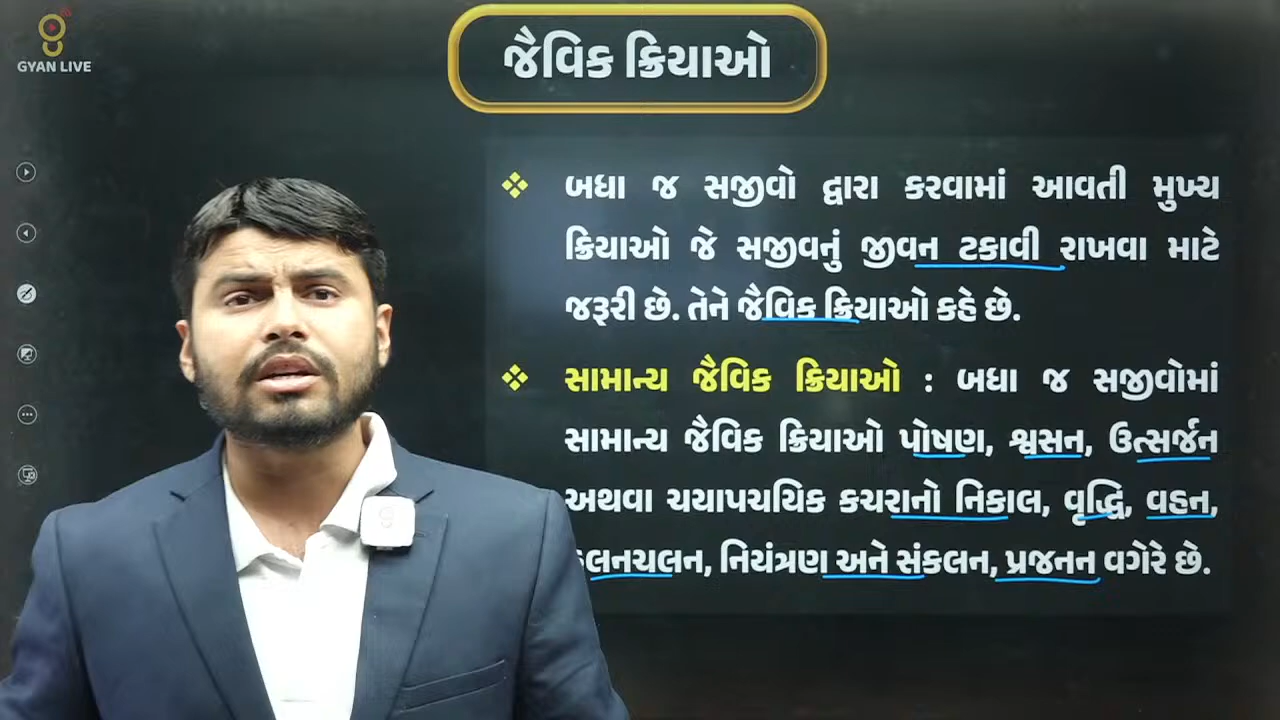 GYAN LIVE
જૈવિક ક્રિયાઓ
બધા જ સજીવો દ્વારા કરવામાં આવતી મુખ્ય
ક્રિયાઓ જે સજીવનું જીવન ટકાવી રાખવા માટે
જરૂરી છે. તેને જૈવિક ક્રિયાઓ કહે છે.
સામાન્ય જૈવિક ક્રિયાઓ : બધા જ સજીવોમાં
સામાન્ય જૈવિક ક્રિયાઓ પોષણ, શ્વસન, ઉત્સર્જન
અથવા ચયાપચયિક કચરાનો નિકાલ, વૃદ્ધિ, વહન,
નિયંત્રણ અને સંકલન, પ્રજનન વગેરે છે.